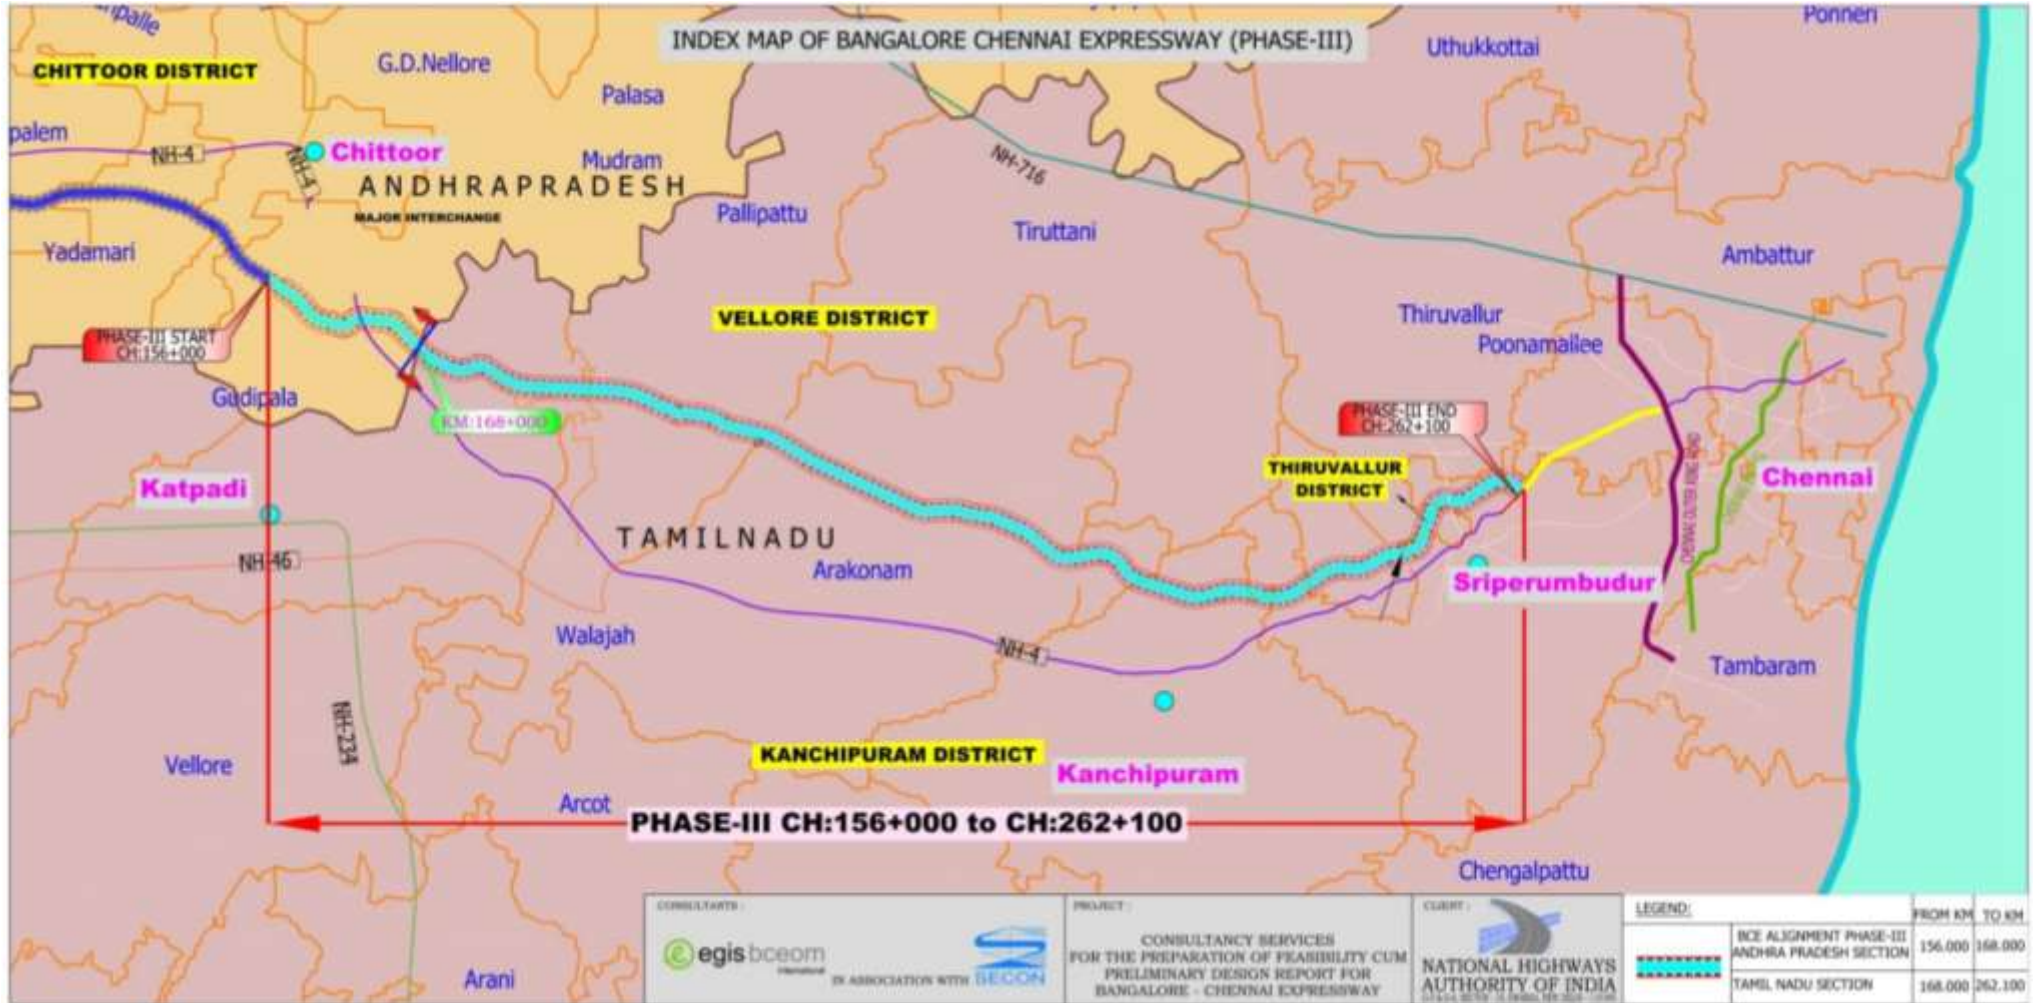 INDEX MAP OF BANGALORE CHENNAI EXPRESSWAY (PHASE-III)
Ponneri
Uthukkottai
CHITTOOR DISTRICT
G.D.Nellore
Palasa
palem
NH-4
NH-4
Chittoor
Mudram
ANDHRAPRADESH
MAJOR INTERCHANGE
NH-716
Pallipattu
Tiruttani
Yadamari
Ambattur
VELLORE DISTRICT
Thiruvallur
Poonamallee
PHASE-III START
CH:156+000
Gudipala
KM:168+000
PHASE-III END
CH:262+100
THIRUVALLUR
DISTRICT
Katpadi
Chennai
TAMILNADU
NH-46
Arakonam
Sriperumbudur
Walajah
NH-4
Tambaram
NH-234
Vellore
KANCHIPURAM DISTRICT
Kanchipuram
Arcot
PHASE-III CH:156+000 to CH:262+100
Chengalpattu
Arani
CONSULTANTS :
egis bceom
international
IN ASSOCIATION WITH
SECON
PROJECT :
CONSULTANCY SERVICES
FOR THE PREPARATION OF FEASIBILITY CUM
PRELIMINARY DESIGN REPORT FOR
BANGALORE - CHENNAI EXPRESSWAY
CLIENT :
NATIONAL HIGHWAYS
AUTHORITY OF INDIA
LEGEND:
FROM KM TO KM
BCE ALIGNMENT PHASE-III
ANDHRA PRADESH SECTION 156.000 168.000
TAMIL NADU SECTION 168.000 262.100